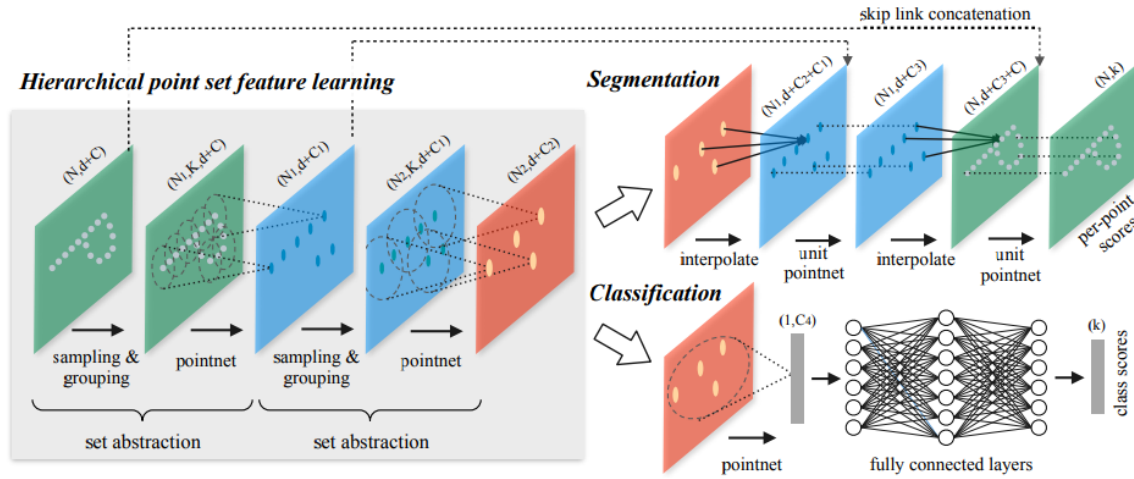 skip link concatenation
Hierarchical point set feature learning
(N,d+C)
(N1,K,d+C)
(N1,d+C1)
(N2,K,d+C1)
(N2,d+C2)
sampling &
grouping
pointnet
sampling &
grouping
pointnet
set abstraction
set abstraction
Segmentation
(N1,d+C2+C1)
(N1,d+C3)
(N,d+C3+C)
(N,k)
interpolate
unit
pointnet
interpolate
unit
pointnet
per-point
scores
Classification
(1,C4)
(k)
pointnet
fully connected layers
class scores